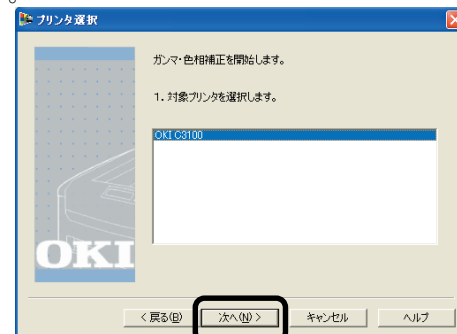 プリンタ選択
ガンマ・色相補正を開始します。
1. 対象プリンタを選択します。
OKI C3100
OKI
< 戻る(B) 次へ(N) > キャンセル ヘルプ